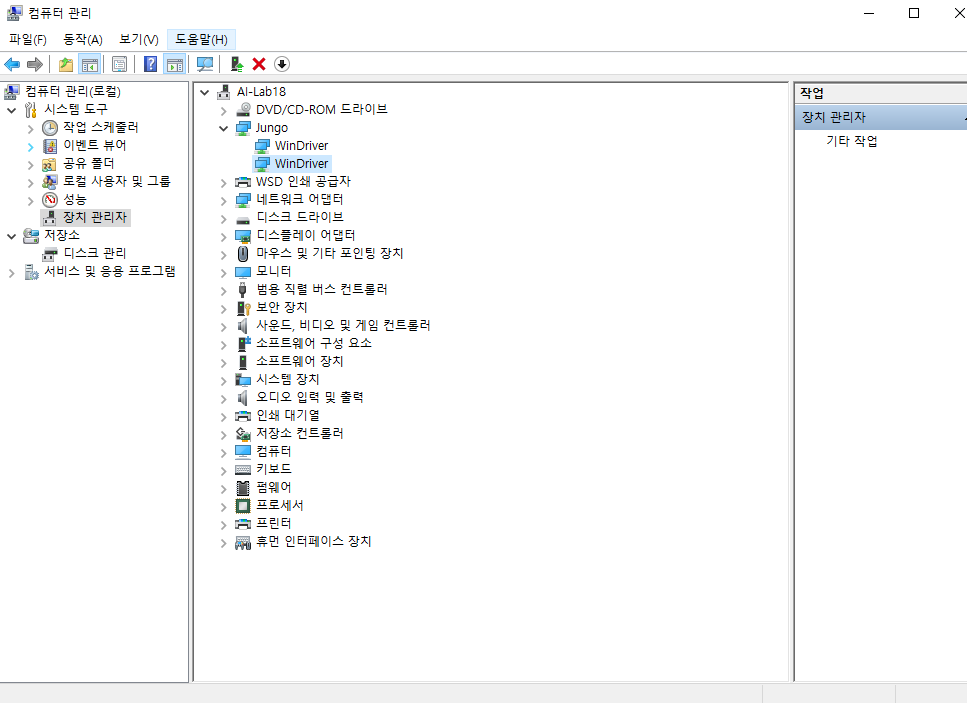 컴퓨터 관리
파일(F) 동작(A) 보기(V) 도움말(H)
컴퓨터 관리(로컬)
시스템 도구
작업 스케줄러
이벤트 뷰어
공유 폴더
로컬 사용자 및 그룹
성능
장치 관리자
저장소
디스크 관리
서비스 및 응용 프로그램
AI-Lab18
DVD/CD-ROM 드라이브
Jungo
WinDriver
WinDriver
WSD 인쇄 공급자
네트워크 어댑터
디스크 드라이브
디스플레이 어댑터
마우스 및 기타 포인팅 장치
모니터
범용 직렬 버스 컨트롤러
보안 장치
사운드, 비디오 및 게임 컨트롤러
소프트웨어 구성 요소
소프트웨어 장치
시스템 장치
오디오 입력 및 출력
인쇄 대기열
저장소 컨트롤러
컴퓨터
키보드
펌웨어
프로세서
프린터
휴먼 인터페이스 장치
작업
장치 관리자
기타 작업